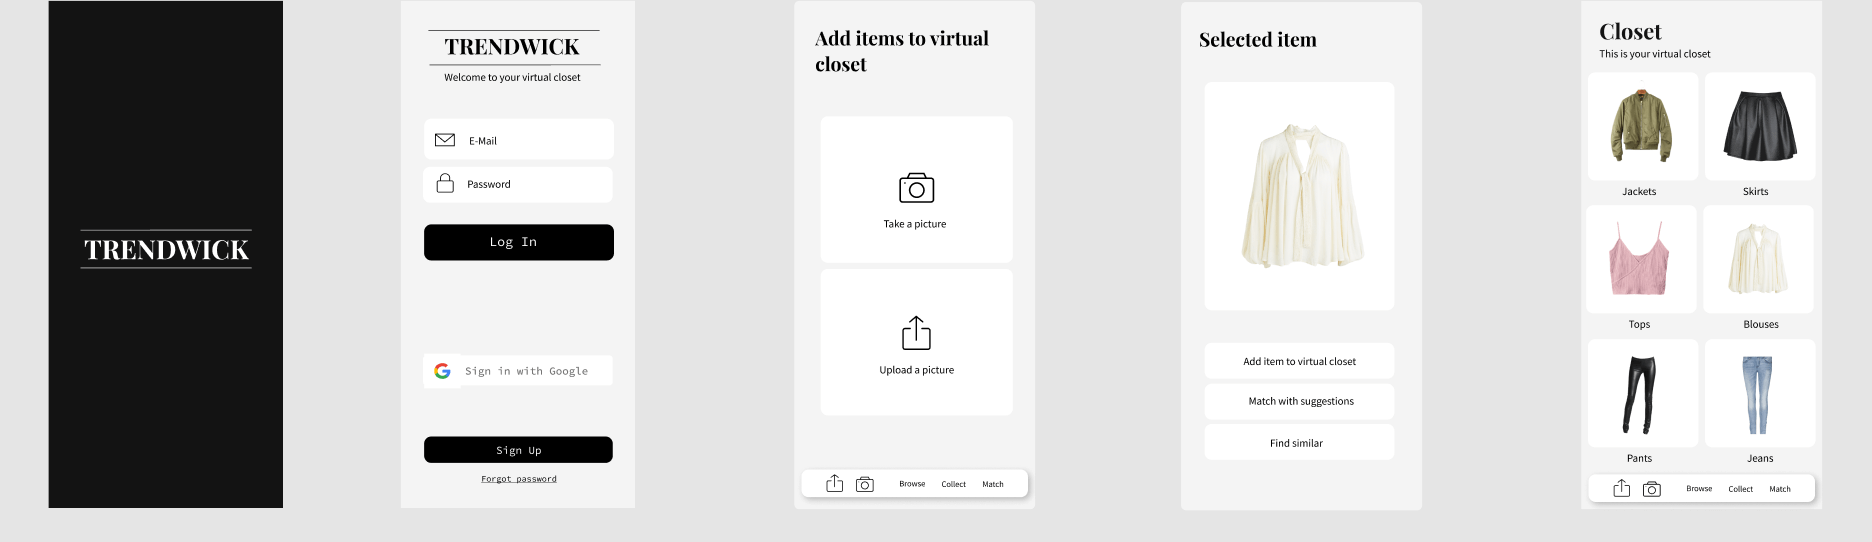 TRENDWICK
TRENDWICK
Welcome to your virtual closet
E-Mail
Password
Log In
Sign in with Google
Sign Up
Forgot password
Add items to virtual
closet
Take a picture
Upload a picture
Browse Collect Match
Selected item
Add item to virtual closet
Match with suggestions
Find similar
Closet
This is your virtual closet
Jackets Skirts
Tops Blouses
Pants Jeans
Browse Collect Match